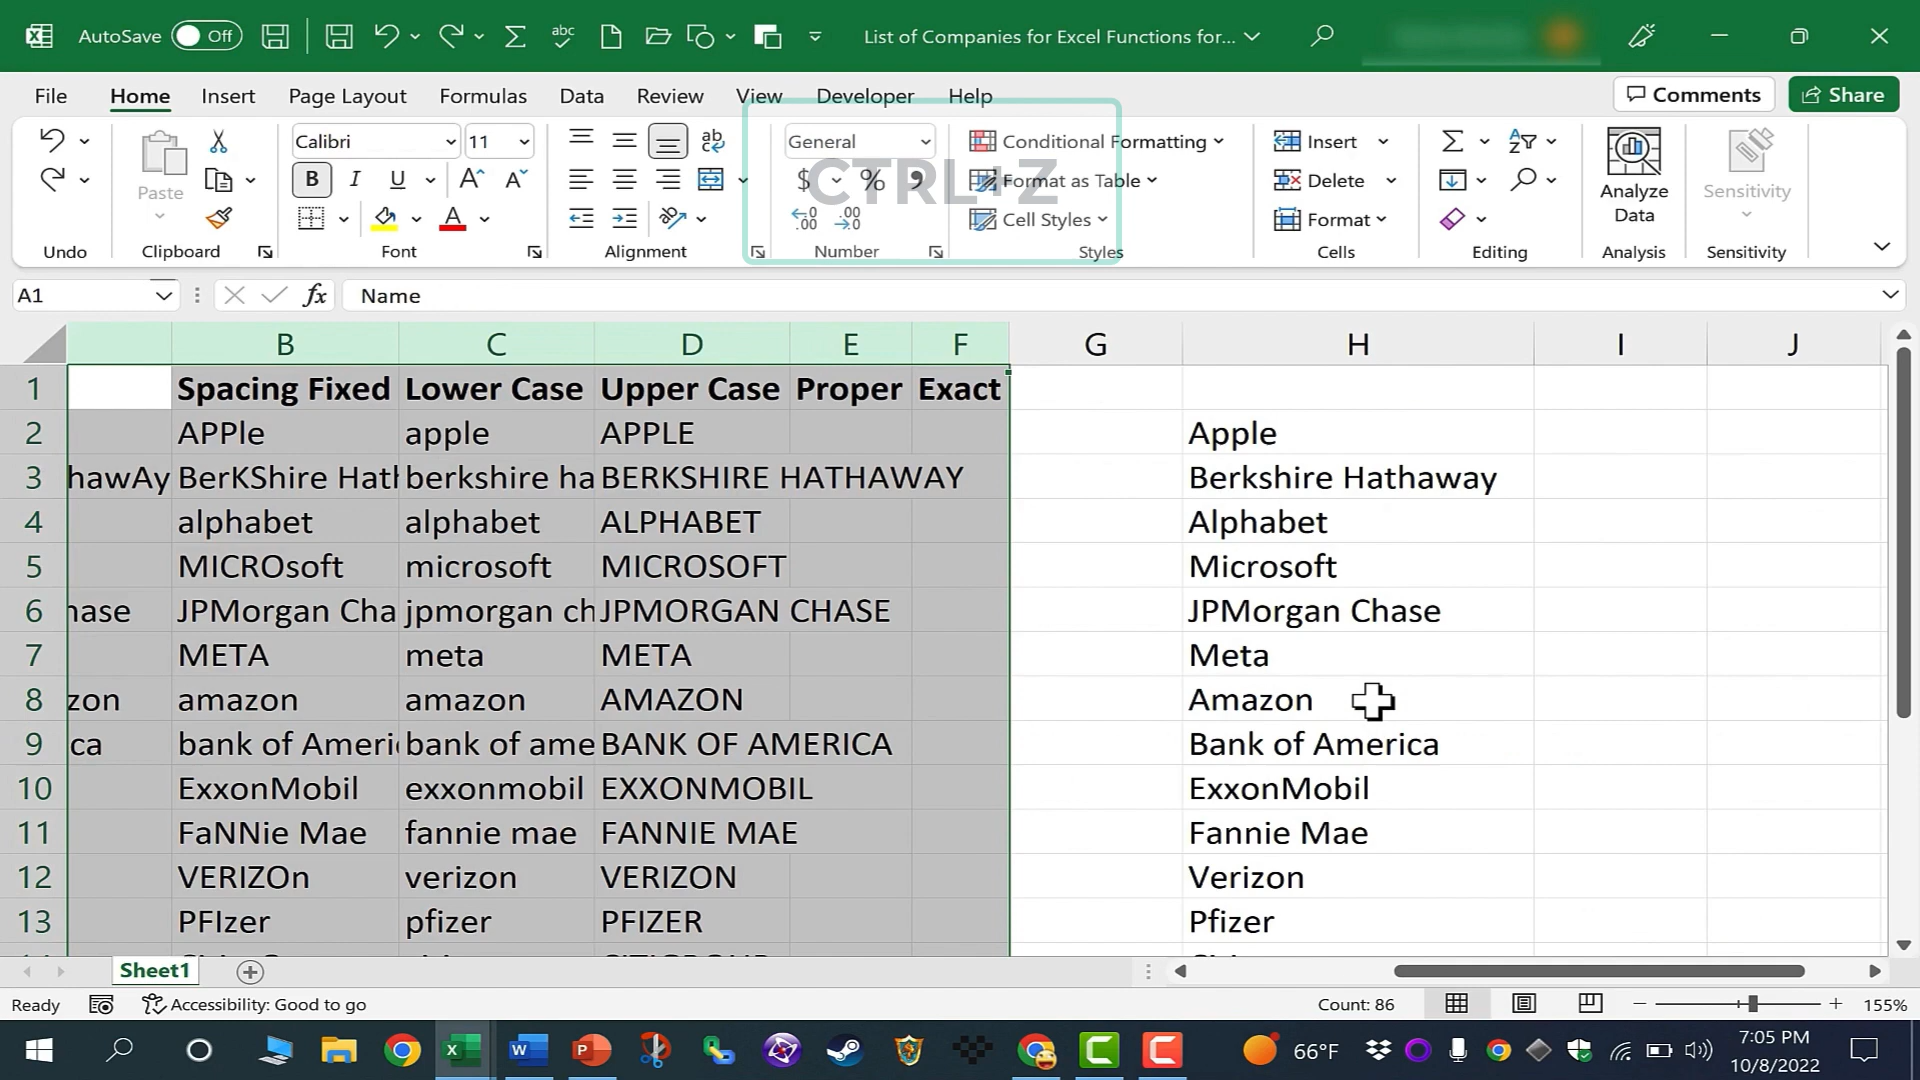 AutoSave Off List of Companies for Excel Functions for...
File Home Insert Page Layout Formulas Data Review View Developer Help Comments Share
CTRL+Z
Calibri 11 General Conditional Formatting Insert
Paste B I U $ % Format as Table Delete Analyze Data Sensitivity
Cell Styles Format
Undo Clipboard Font Alignment Number Styles Cells Editing Analysis Sensitivity
A1 fx Name
B C D E F G H I J
1 Spacing Fixed Lower Case Upper Case Proper Exact
2 APPle apple APPLE Apple
3 hawAy BerKShire Hath berkshire ha BERKSHIRE HATHAWAY Berkshire Hathaway
4 alphabet alphabet ALPHABET Alphabet
5 MICROsoft microsoft MICROSOFT Microsoft
6 hase JPMorgan Cha jpmorgan ch JPMORGAN CHASE JPMorgan Chase
7 META meta META Meta
8 zon amazon amazon AMAZON Amazon
9 ca bank of Ameri bank of ame BANK OF AMERICA Bank of America
10 ExxonMobil exxonmobil EXXONMOBIL ExxonMobil
11 FaNNie Mae fannie mae FANNIE MAE Fannie Mae
12 VERIZOn verizon VERIZON Verizon
13 PFIzer pfizer PFIZER Pfizer
Sheet1
Ready Accessibility: Good to go Count: 86 155%
66°F 7:05 PM
10/8/2022